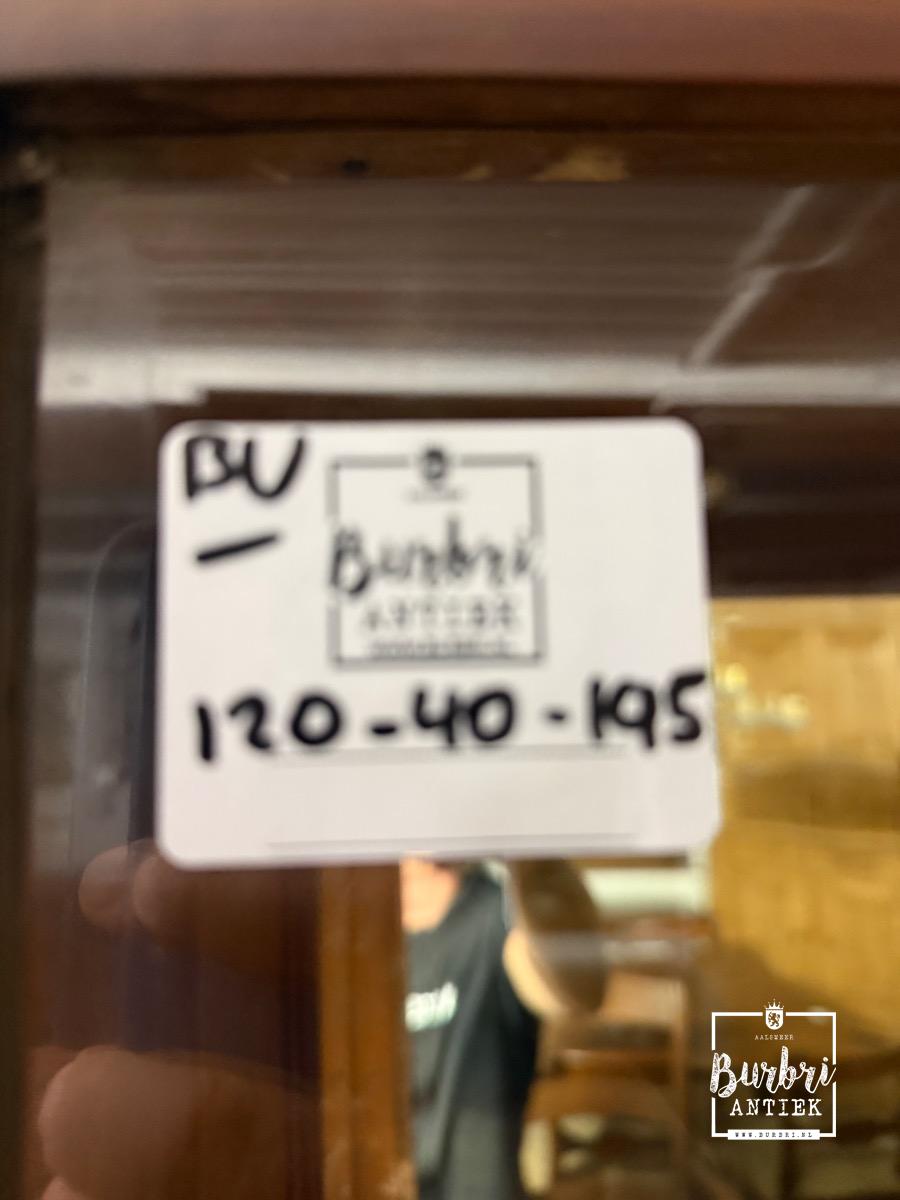 BU
–
Burbri
ANTIEK
120 - 40 - 195
AALSMEER
Burbri
ANTIEK
WWW.BURBRI.NL